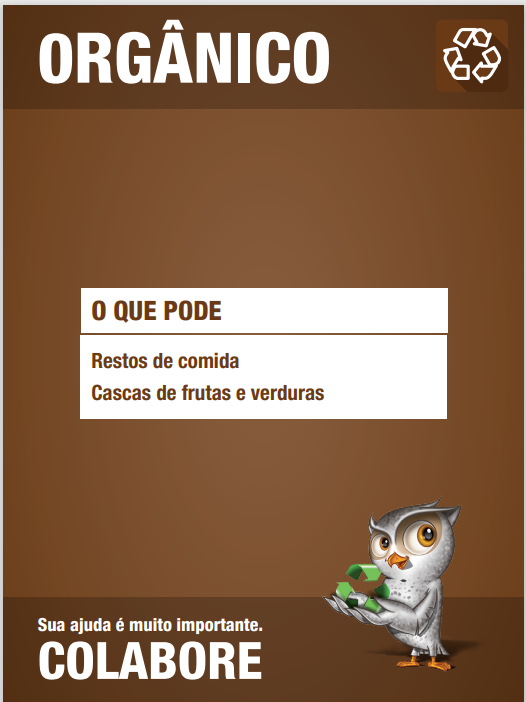 ORGÂNICO
O QUE PODE
Restos de comida
Cascas de frutas e verduras
Sua ajuda é muito importante.
COLABORE